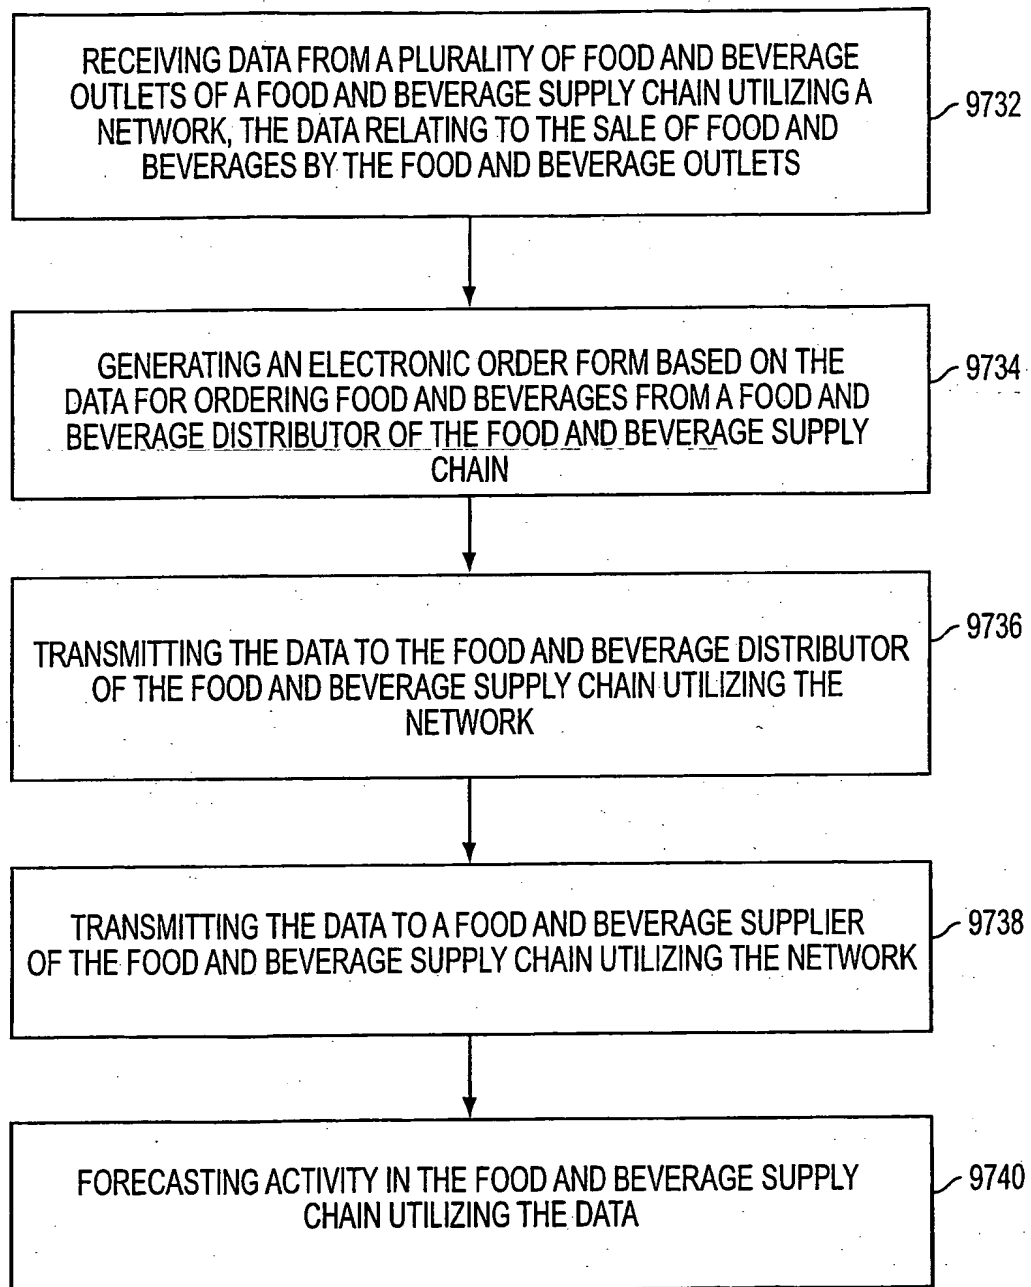 RECEIVING DATA FROM A PLURALITY OF FOOD AND BEVERAGE
OUTLETS OF A FOOD AND BEVERAGE SUPPLY CHAIN UTILIZING A
NETWORK, THE DATA RELATING TO THE SALE OF FOOD AND
BEVERAGES BY THE FOOD AND BEVERAGE OUTLETS
9732
GENERATING AN ELECTRONIC ORDER FORM BASED ON THE
DATA FOR ORDERING FOOD AND BEVERAGES FROM A FOOD AND
BEVERAGE DISTRIBUTOR OF THE FOOD AND BEVERAGE SUPPLY
CHAIN
9734
TRANSMITTING THE DATA TO THE FOOD AND BEVERAGE DISTRIBUTOR
OF THE FOOD AND BEVERAGE SUPPLY CHAIN UTILIZING THE
NETWORK
9736
TRANSMITTING THE DATA TO A FOOD AND BEVERAGE SUPPLIER
OF THE FOOD AND BEVERAGE SUPPLY CHAIN UTILIZING THE NETWORK
9738
FORECASTING ACTIVITY IN THE FOOD AND BEVERAGE SUPPLY
CHAIN UTILIZING THE DATA
9740